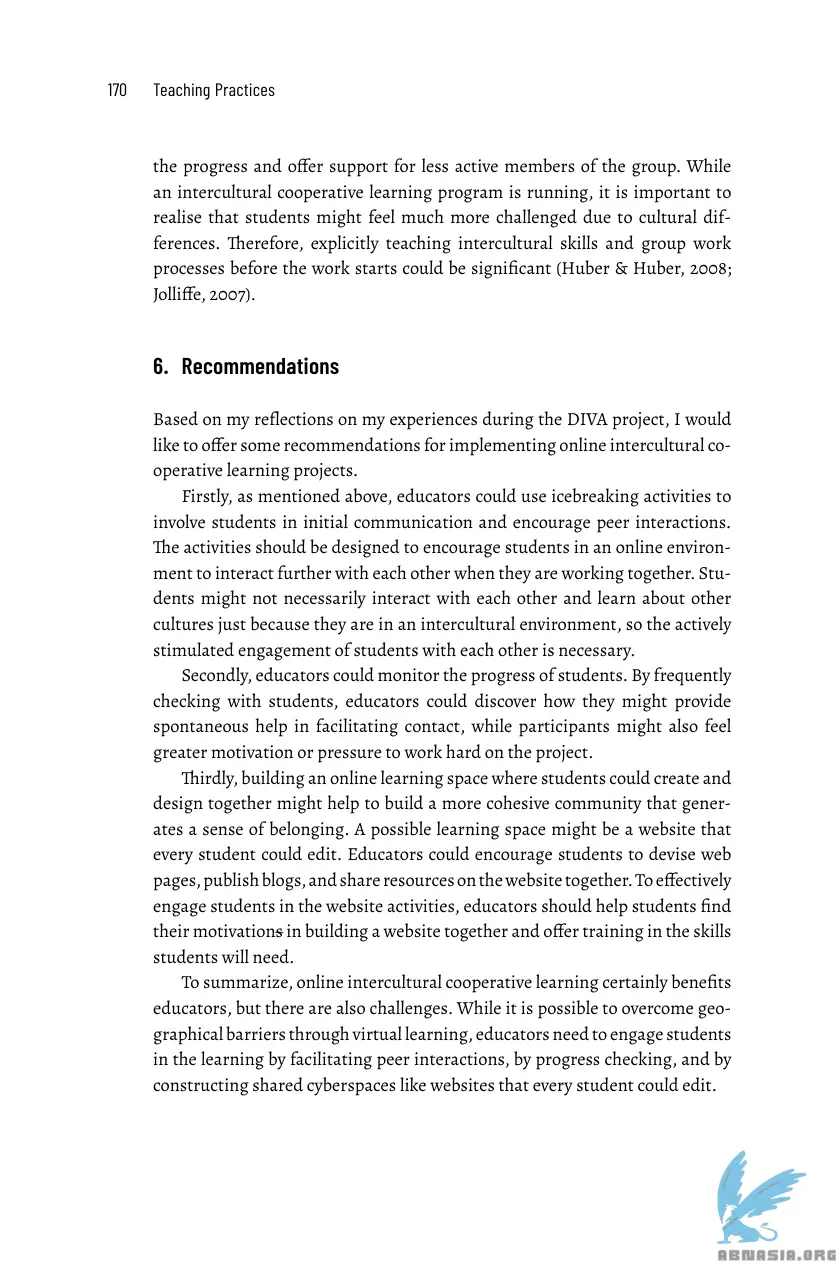 170 Teaching Practices
the progress and offer support for less active members of the group. While
an intercultural cooperative learning program is running, it is important to
realise that students might feel much more challenged due to cultural dif-
ferences. Therefore, explicitly teaching intercultural skills and group work
processes before the work starts could be significant (Huber & Huber, 2008;
Jolliffe, 2007).
6. Recommendations
Based on my reflections on my experiences during the DIVA project, I would
like to offer some recommendations for implementing online intercultural co-
operative learning projects.
Firstly, as mentioned above, educators could use icebreaking activities to
involve students in initial communication and encourage peer interactions.
The activities should be designed to encourage students in an online environ-
ment to interact further with each other when they are working together. Stu-
dents might not necessarily interact with each other and learn about other
cultures just because they are in an intercultural environment, so the actively
stimulated engagement of students with each other is necessary.
Secondly, educators could monitor the progress of students. By frequently
checking with students, educators could discover how they might provide
spontaneous help in facilitating contact, while participants might also feel
greater motivation or pressure to work hard on the project.
Thirdly, building an online learning space where students could create and
design together might help to build a more cohesive community that gener-
ates a sense of belonging. A possible learning space might be a website that
every student could edit. Educators could encourage students to devise web
pages, publish blogs, and share resources on the website together. To effectively
engage students in the website activities, educators should help students find
their motivations in building a website together and offer training in the skills
students will need.
To summarize, online intercultural cooperative learning certainly benefits
educators, but there are also challenges. While it is possible to overcome geo-
graphical barriers through virtual learning, educators need to engage students
in the learning by facilitating peer interactions, by progress checking, and by
constructing shared cyberspaces like websites that every student could edit.
ABNASIA.ORG